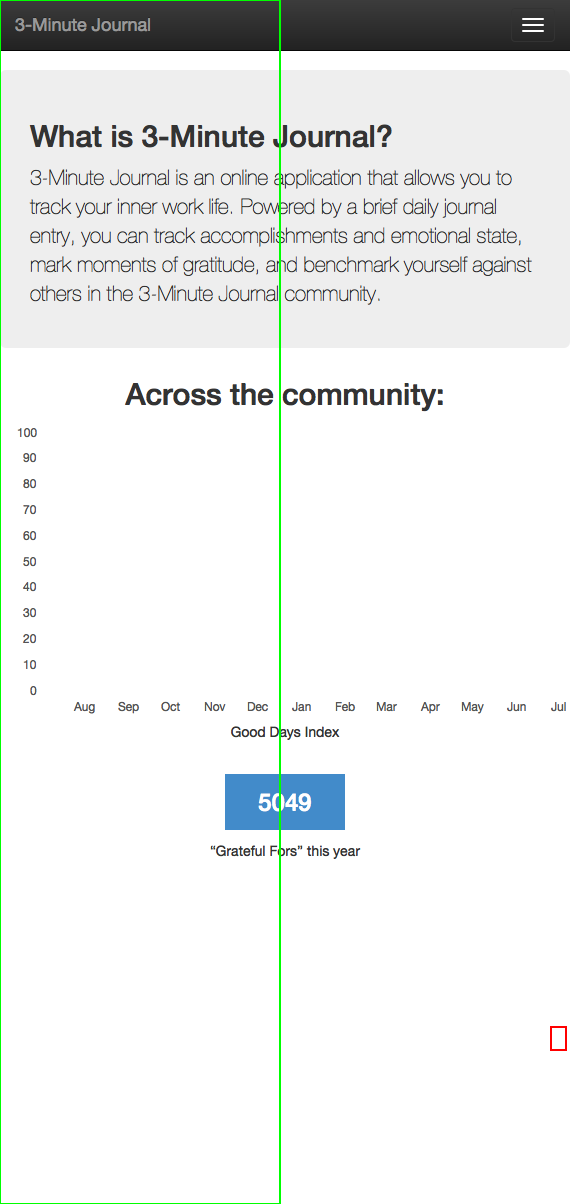 3-Minute Journal
What is 3-Minute Journal?
3-Minute Journal is an online application that allows you to
track your inner work life. Powered by a brief daily journal
entry, you can track accomplishments and emotional state,
mark moments of gratitude, and benchmark yourself against
others in the 3-Minute Journal community.
Across the community:
100
90
80
70
60
50
40
30
20
10
0
Aug Sep Oct Nov Dec Jan Feb Mar Apr May Jun Jul
Good Days Index
5049
“Grateful Fors” this year